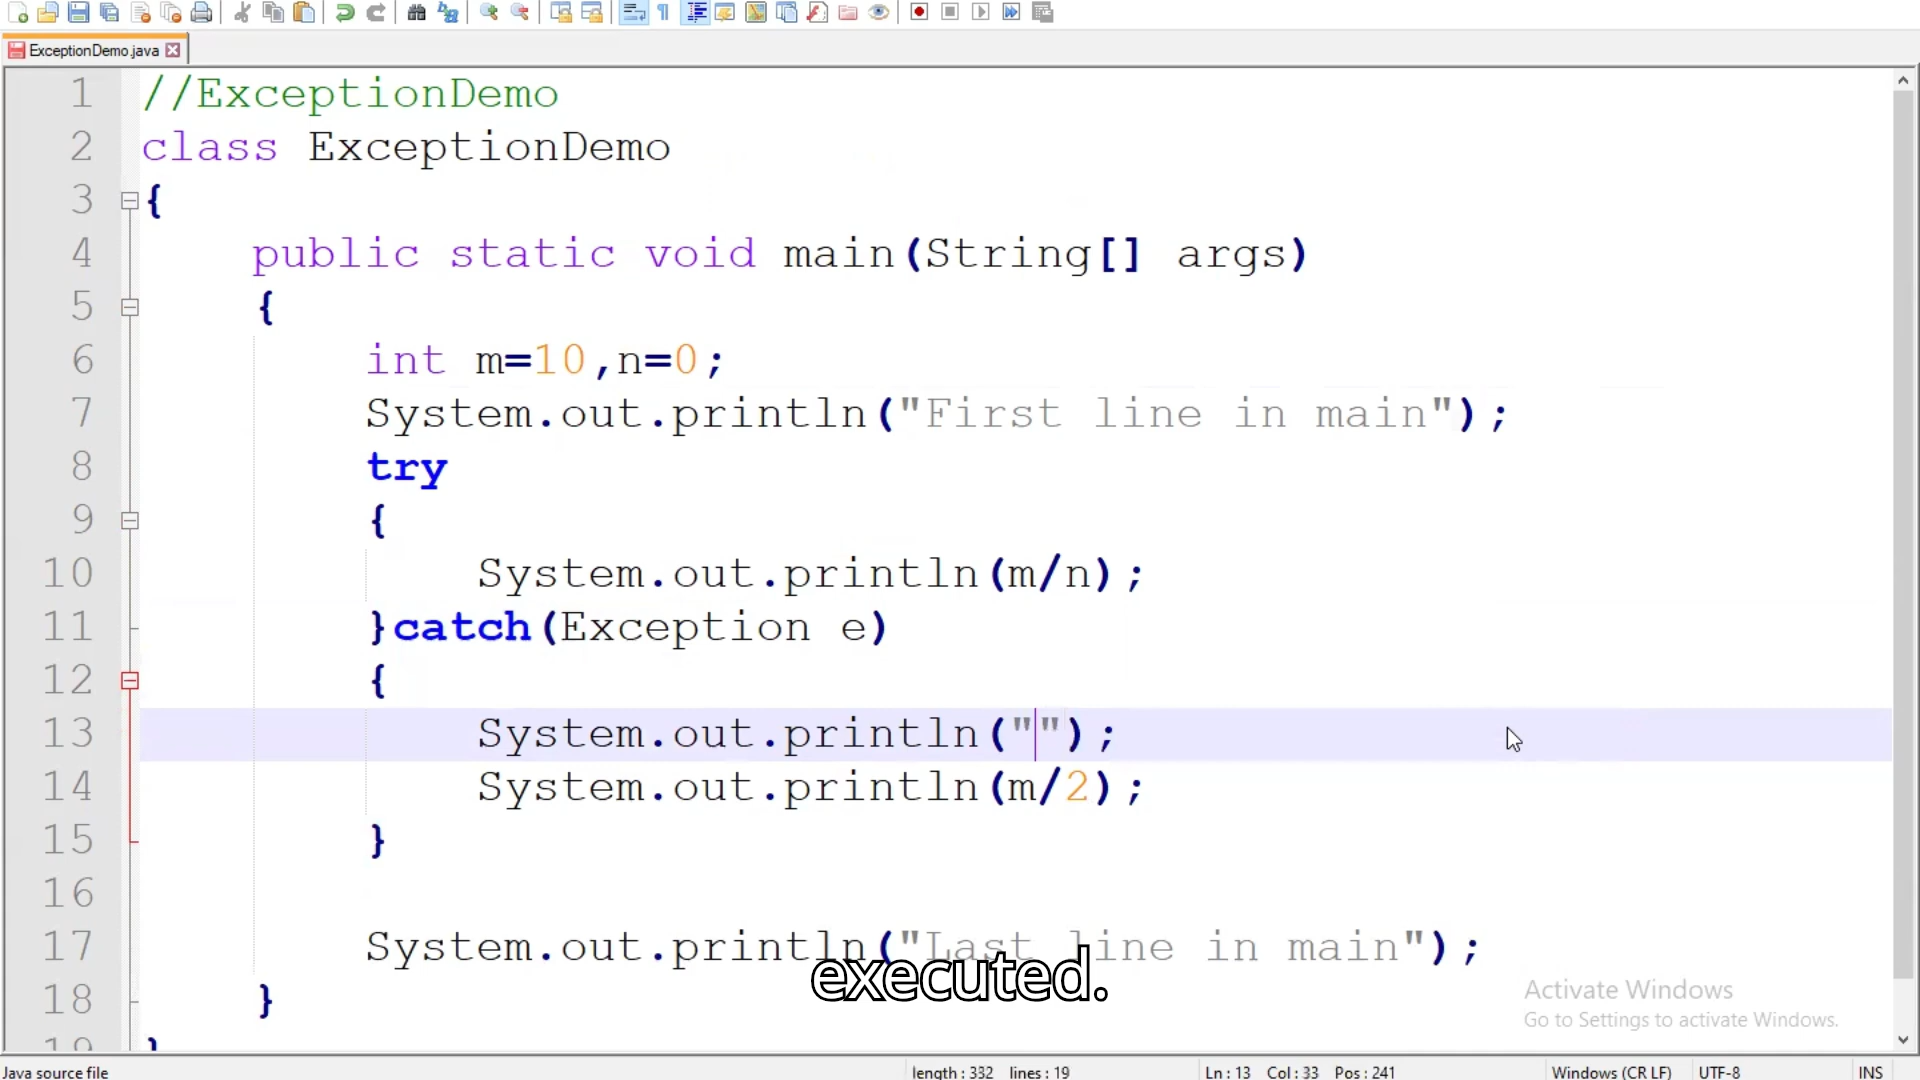 ExceptionDemo.java
1 //ExceptionDemo
2 class ExceptionDemo
3 {
4 public static void main(String[] args)
5 {
6 int m=10,n=0;
7 System.out.println("First line in main");
8 try
9 {
10 System.out.println(m/n);
11 }catch(Exception e)
12 {
13 System.out.println("");
14 System.out.println(m/2);
15 }
16
17 System.out.println("Last line in main");
executed.
18 }
19 }
Activate Windows
Go to Settings to activate Windows.
Java source file length : 332 lines : 19 Ln : 13 Col : 33 Pos : 241 Windows (CR LF) UTF-8 INS